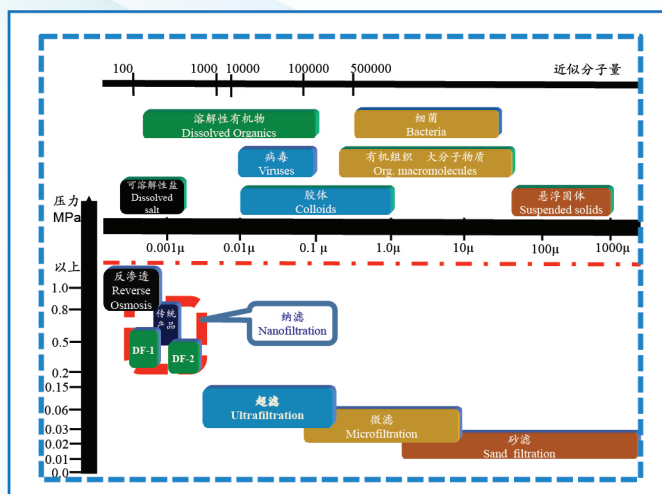 100 1000 10000 100000 500000 近似分子量
溶解性有机物
Dissolved Organics
细菌
Bacteria
病毒
Viruses
有机组织 大分子物质
Org. macromolecules
可溶解性盐
Dissolved
salt
胶体
Colloids
悬浮固体
Suspended solids
压力
MPa
0.001μ 0.01μ 0.1 μ 1.0μ 10μ 100μ 1000μ
以上
1.0
0.8
0.5
0.2
0.15
0.06
0.03
0.02
0.01
0.0
反渗透
Reverse
Osmosis
传统
产品
DF-1
DF-2
纳滤
Nanofiltration
超滤
Ultrafiltration
微滤
Microfiltration
砂滤
Sand filtration